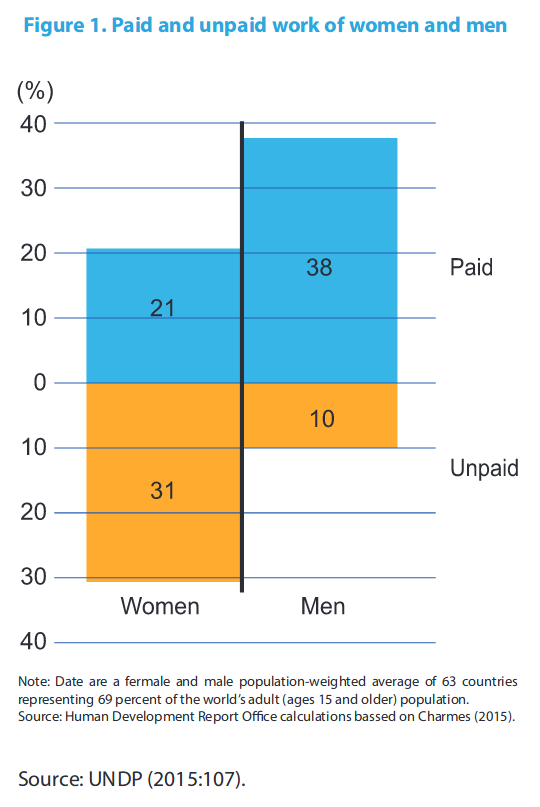 Figure 1. Paid and unpaid work of women and men
(%)
40
30
20
10
0
10
20
30
40
21
38
31
10
Paid
Unpaid
Women
Men
Note: Date are a fermale and male population-weighted average of 63 countries
representing 69 percent of the world's adult (ages 15 and older) population.
Source: Human Development Report Office calculations bassed on Charmes (2015).
Source: UNDP (2015:107).